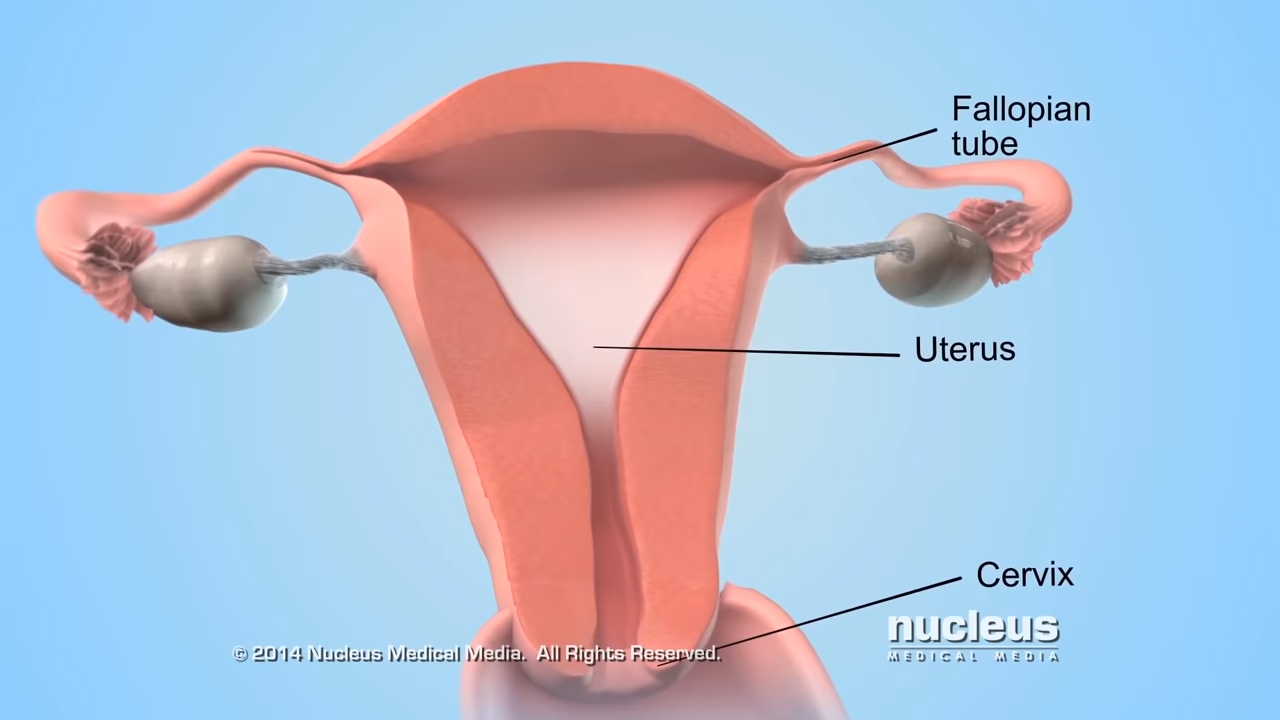 Fallopian
tube
Uterus
Cervix
nucleus
MEDICAL MEDIA
© 2014 Nucleus Medical Media. All Rights Reserved.